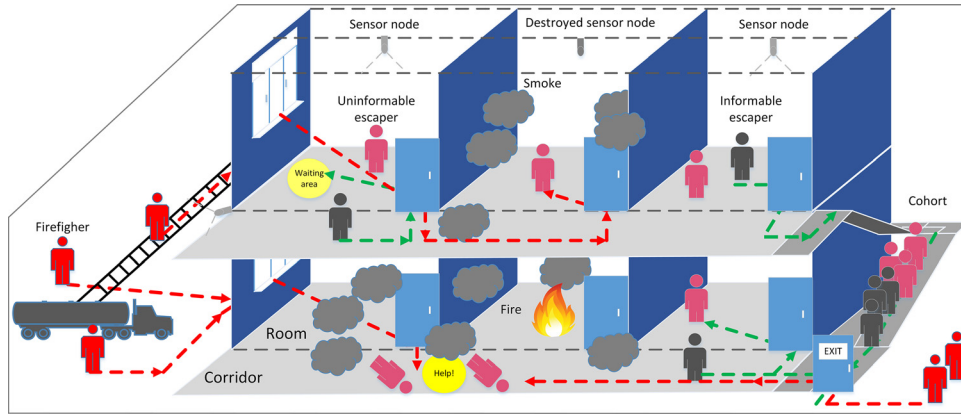 Sensor node
Destroyed sensor node
Sensor node
Smoke
Uninformable
escaper
Informable
escaper
Waiting
area
Firefigher
Cohort
Fire
Room
EXIT
Help!
Corridor